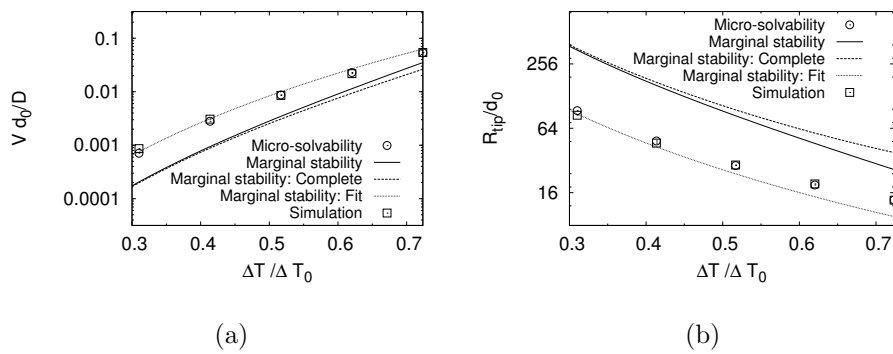 0.1
0.01
0.001
0.0001
V d0/D
Micro-solvability
Marginal stability
Marginal stability: Complete
Marginal stability: Fit
Simulation
0.3 0.4 0.5 0.6 0.7
ΔT /Δ T0
(a)
256
64
16
Rtip/d0
Micro-solvability
Marginal stability
Marginal stability: Complete
Marginal stability: Fit
Simulation
0.3 0.4 0.5 0.6 0.7
ΔT /Δ T0
(b)